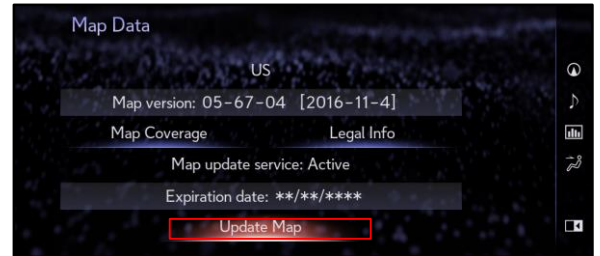 Map Data
US
Map version: 05-67-04 [2016-11-4]
Map Coverage Legal Info
Map update service: Active
Expiration date: **/**/****
Update Map